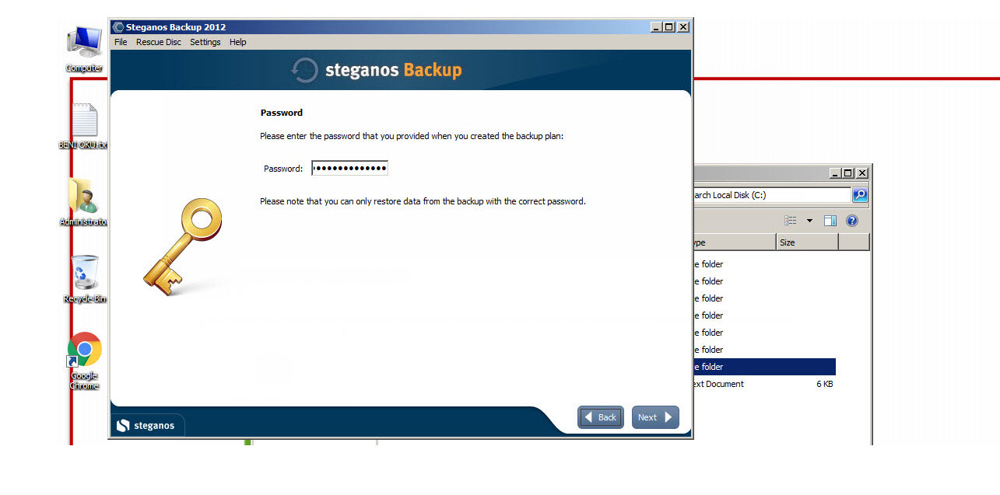 Steganos Backup 2012
File Rescue Disc Settings Help
steganos Backup
Password
Please enter the password that you provided when you created the backup plan:
Password:
Please note that you can only restore data from the backup with the correct password.
Back Next
steganos
Computer
BENI OKU.tx
Administrato
Recycle Bin
Google
Chrome
arch Local Disk (C:)
ype Size
e folder
e folder
e folder
e folder
e folder
e folder
e folder
ext Document 6 KB